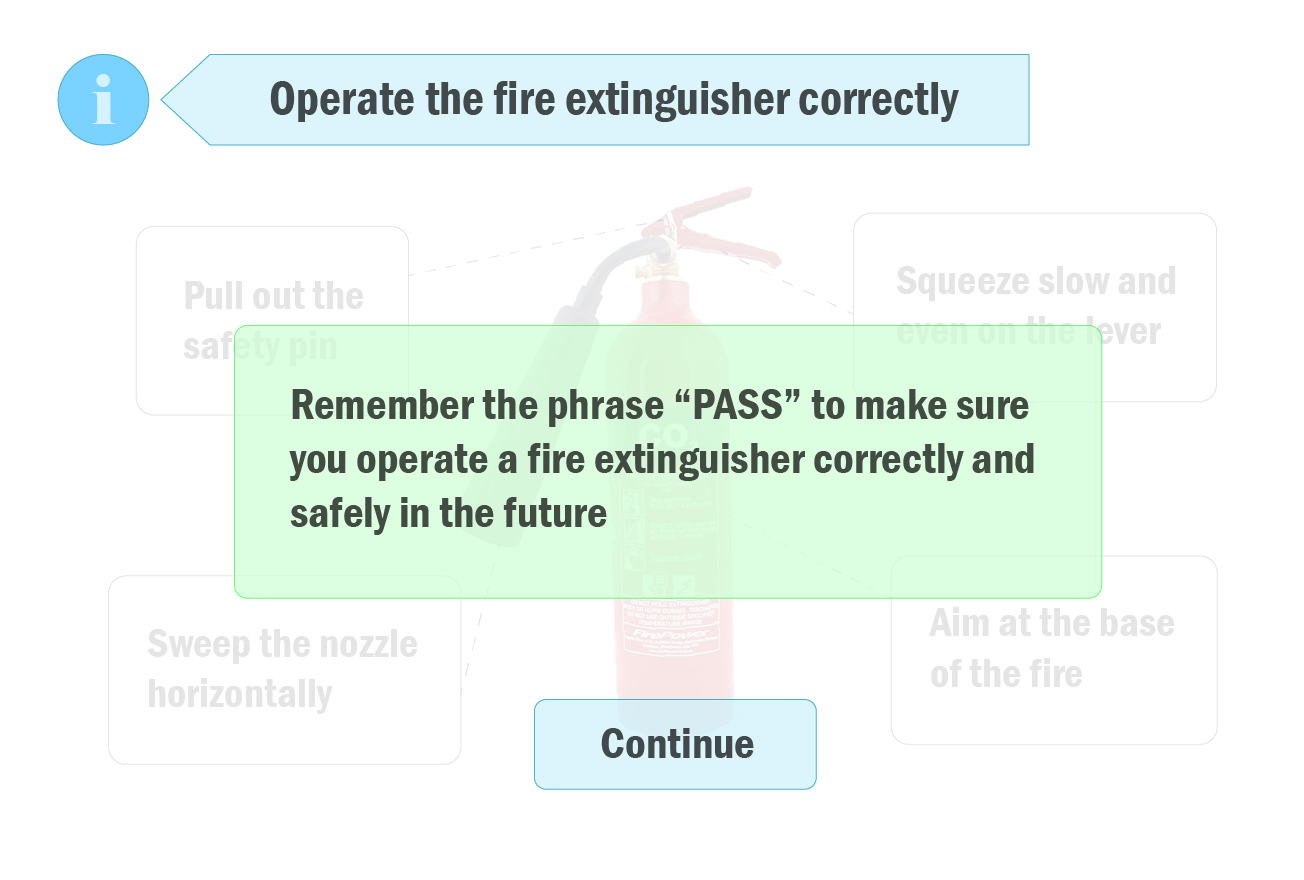 i
Operate the fire extinguisher correctly
Pull out the
safety pin
Squeeze slow and
even on the lever
Remember the phrase “PASS” to make sure
you operate a fire extinguisher correctly and
safely in the future
CO₂
FirePower
Sweep the nozzle
horizontally
Aim at the base
of the fire
Continue